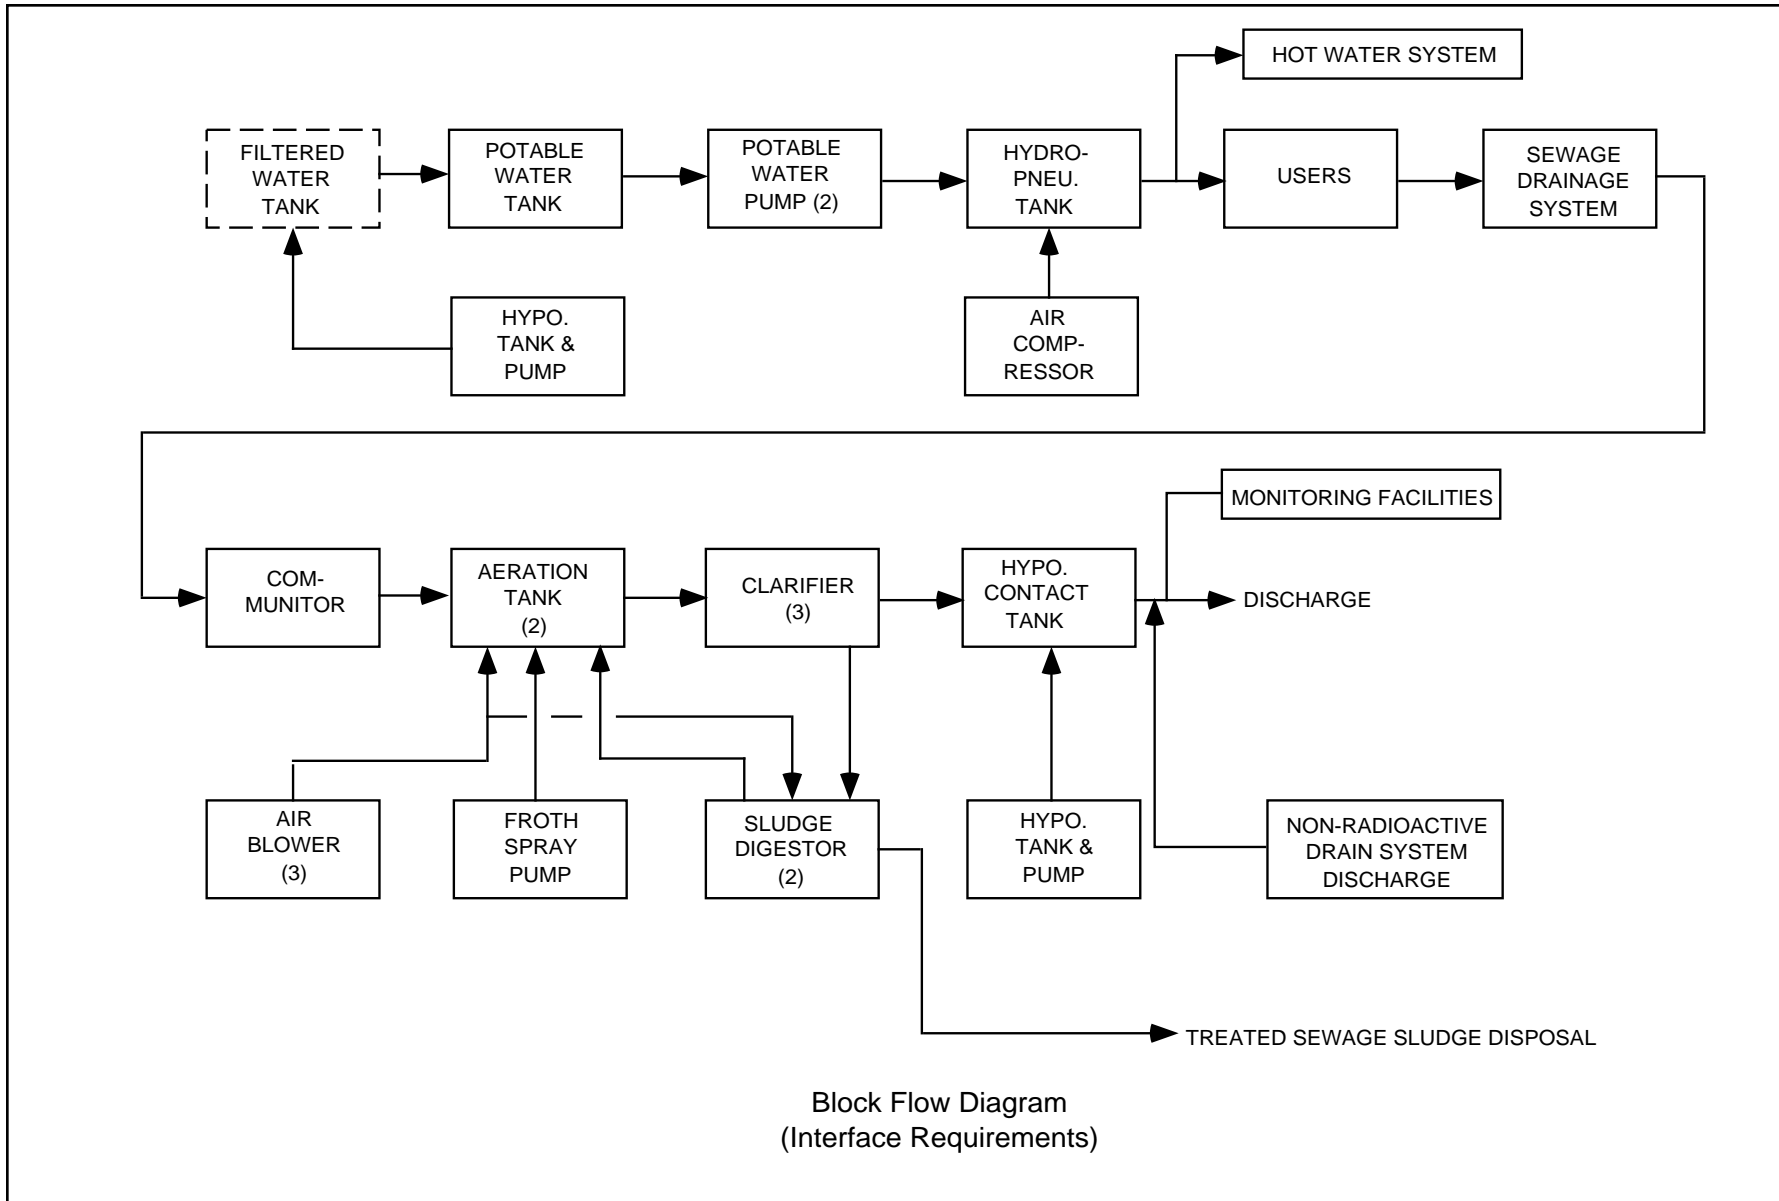 HOT WATER SYSTEM
FILTERED
WATER
TANK
POTABLE
WATER
TANK
POTABLE
WATER
PUMP (2)
HYDRO-
PNEU.
TANK
USERS
SEWAGE
DRAINAGE
SYSTEM
HYPO.
TANK &
PUMP
AIR
COMP-
RESSOR
MONITORING FACILITIES
COM-
MUNITOR
AERATION
TANK
(2)
CLARIFIER
(3)
HYPO.
CONTACT
TANK
DISCHARGE
AIR
BLOWER
(3)
FROTH
SPRAY
PUMP
SLUDGE
DIGESTOR
(2)
HYPO.
TANK &
PUMP
NON-RADIOACTIVE
DRAIN SYSTEM
DISCHARGE
TREATED SEWAGE SLUDGE DISPOSAL
Block Flow Diagram
(Interface Requirements)